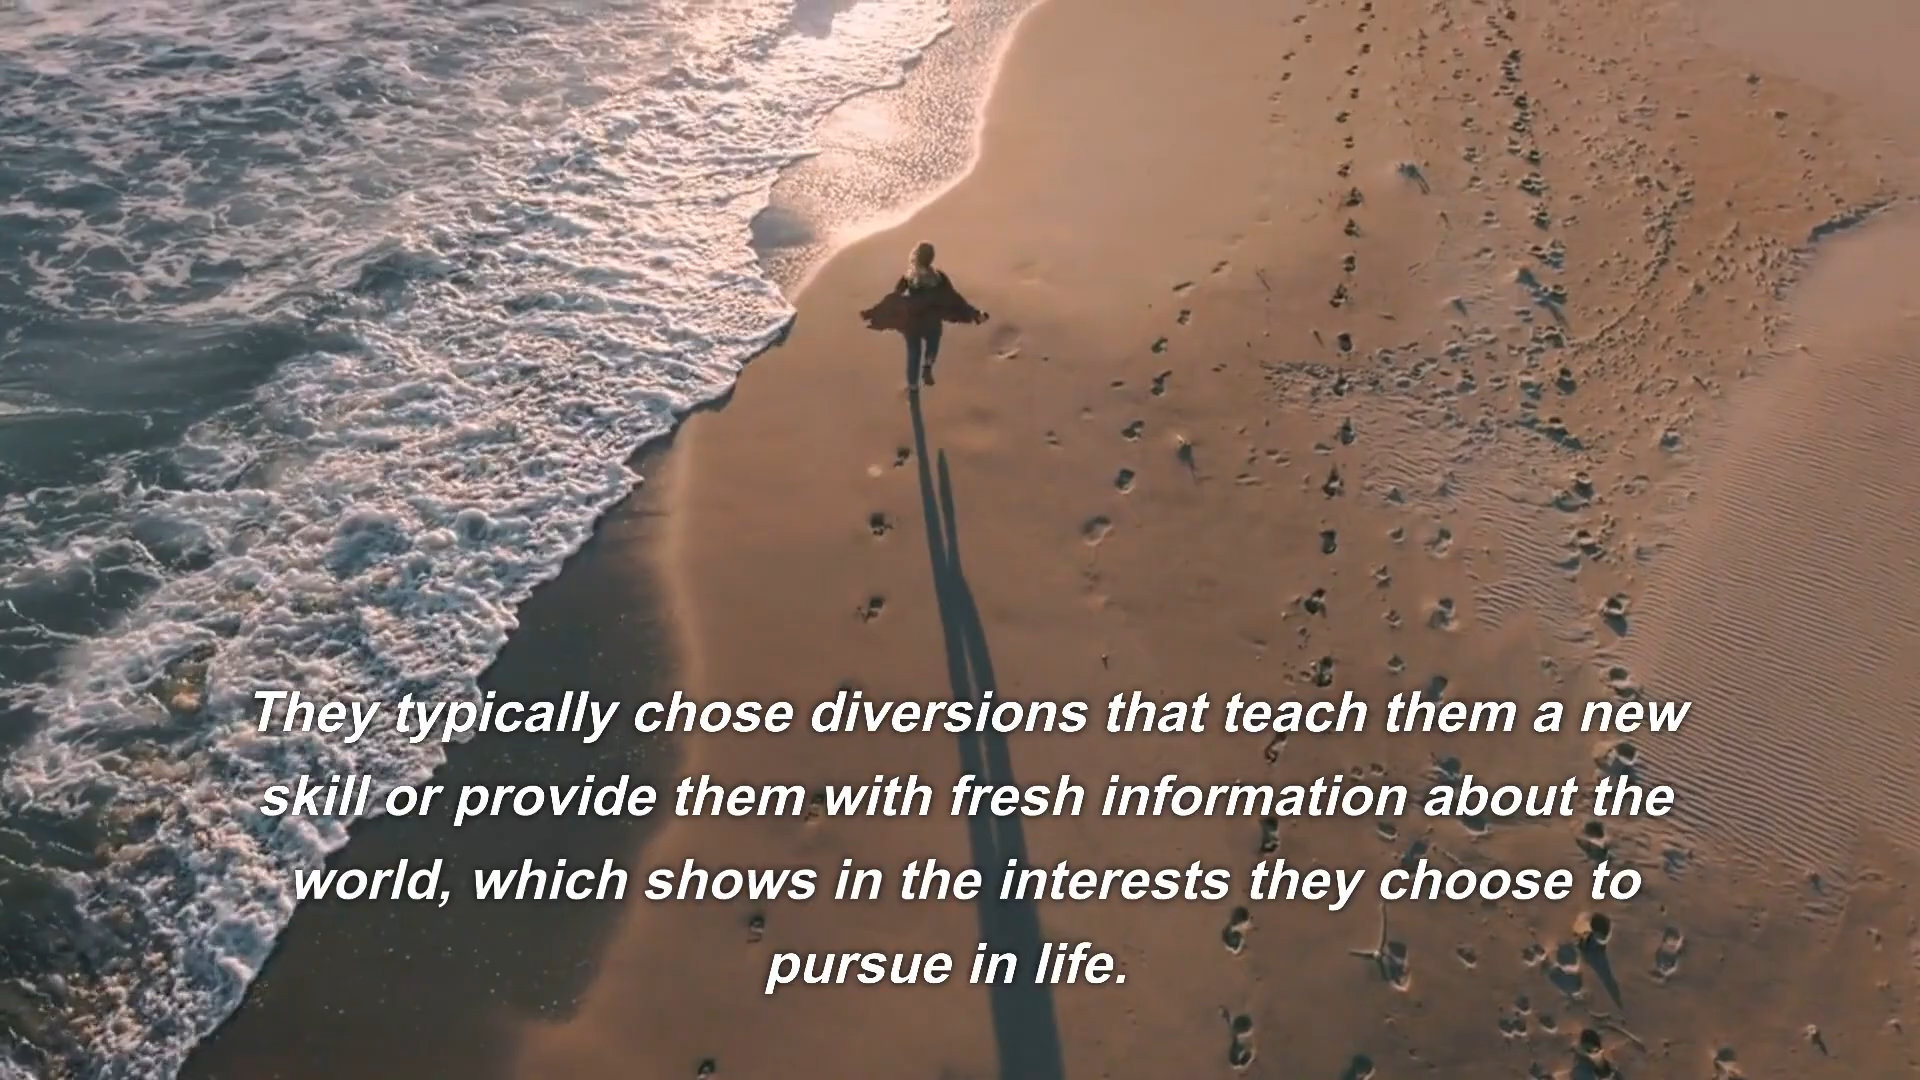 They typically chose diversions that teach them a new
skill or provide them with fresh information about the
world, which shows in the interests they choose to
pursue in life.